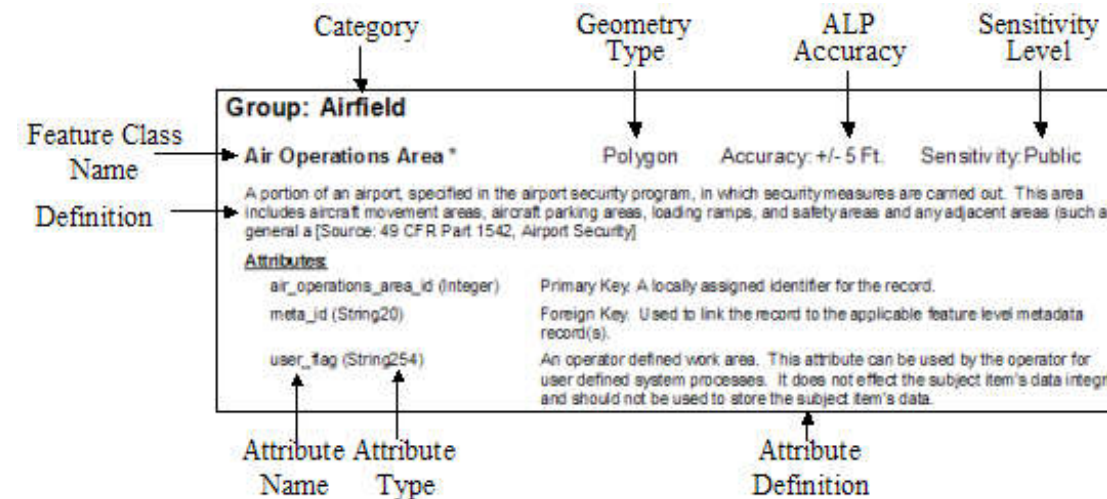 Category
Geometry Type
ALP Accuracy
Sensitivity Level
Group: Airfield
Feature Class Name
Air Operations Area * Polygon Accuracy: +/- 5 Ft. Sensitivity: Public
Definition
A portion of an airport, specified in the airport security program, in which security measures are carried out. This area
includes aircraft movement areas, aircraft parking areas, loading ramps, and safety areas and any adjacent areas (such a
general a [Source: 49 CFR Part 1542, Airport Security]
Attributes:
air_operations_area_id (Integer) Primary Key. A locally assigned identifier for the record.
meta_id (String20) Foreign Key. Used to link the record to the applicable feature level metadata
record(s).
user_flag (String254) An operator defined work area. This attribute can be used by the operator for
user defined system processes. It does not effect the subject item's data integr
and should not be used to store the subject item's data.
Attribute Name
Attribute Type
Attribute Definition